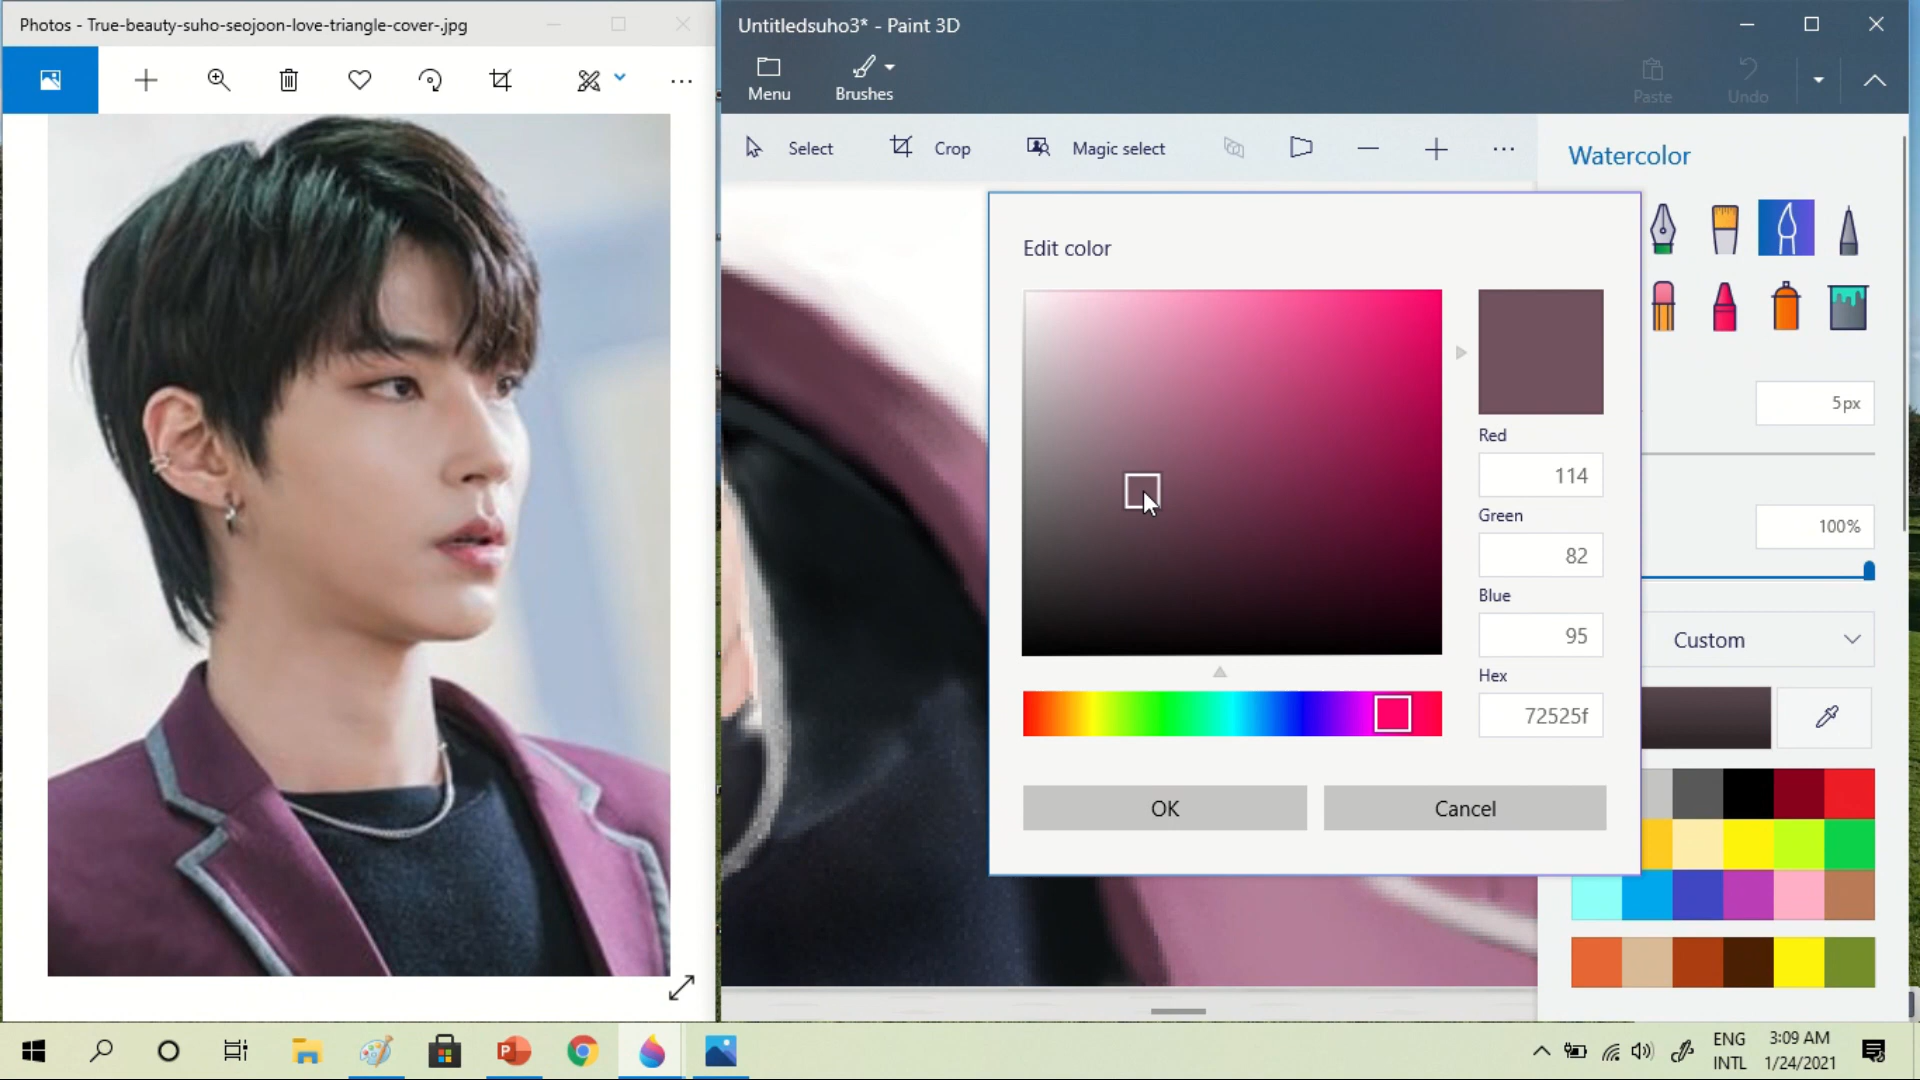 Photos - True-beauty-suho-seojoon-love-triangle-cover-.jpg
Untitledsuho3* - Paint 3D
Menu
Brushes
Paste
Undo
Select
Crop
Magic select
Watercolor
Edit color
5px
Red
114
Green
82
100%
Blue
95
Custom
Hex
72525f
OK
Cancel
ENG
INTL
3:09 AM
1/24/2021